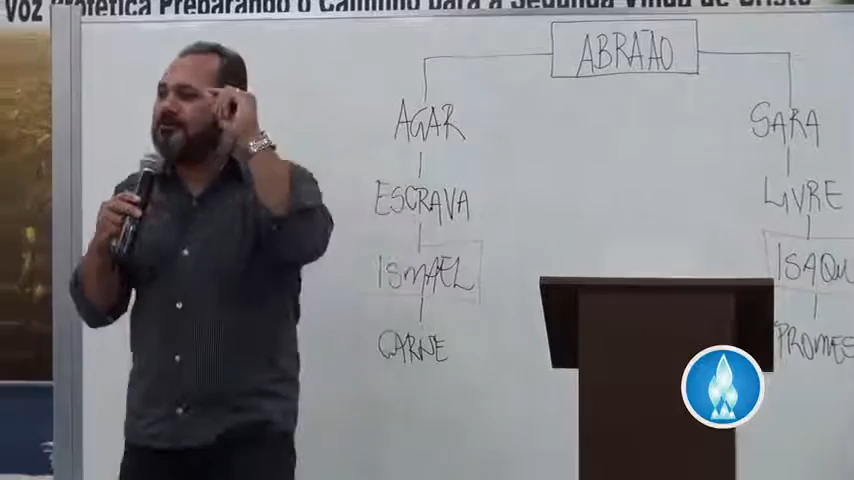 Voz Profética Preparando o Caminho para a Segunda Vinda de Cristo
ABRAÃO
AGAR
SARA
ESCRAVA
LIVRE
ISMAEL
ISAQU
CARNE
PROMES